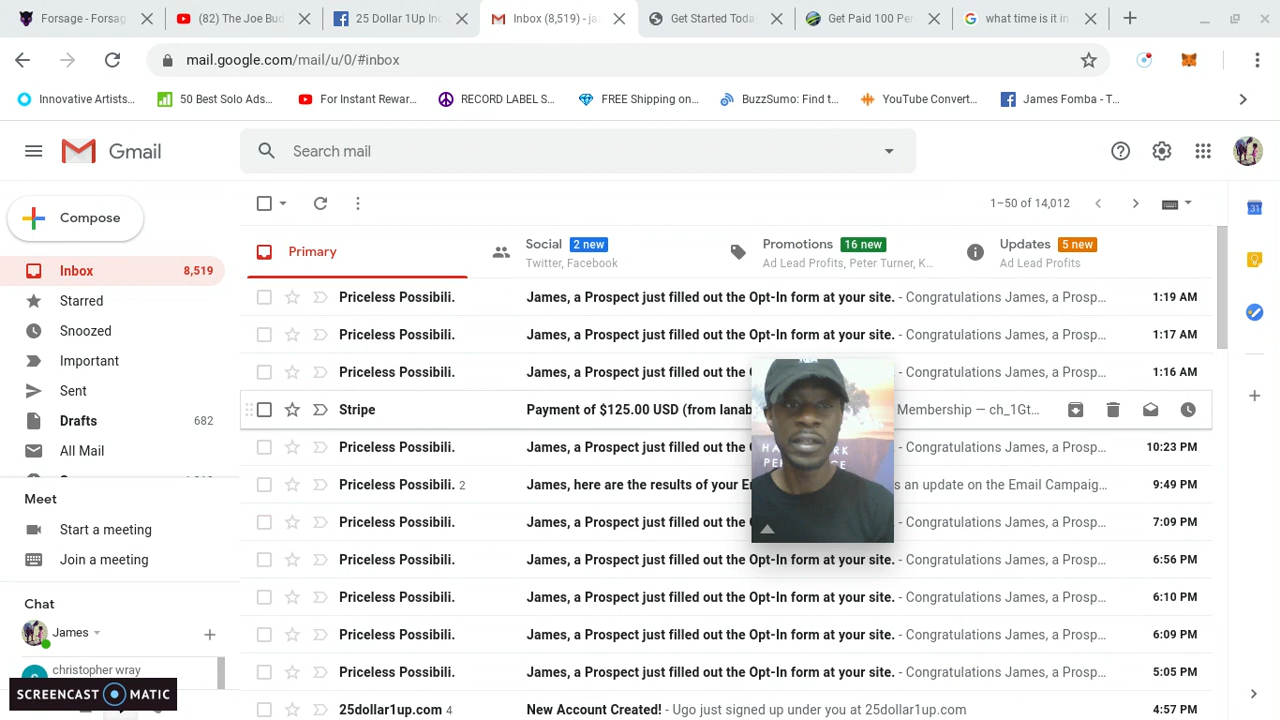 Forsage - Forsag
(82) The Joe Bud
25 Dollar 1Up Inc
Inbox (8,519) - ja
Get Started Toda
Get Paid 100 Per
what time is it in
mail.google.com/mail/u/0/#inbox
Innovative Artists...
50 Best Solo Ads...
For Instant Rewar...
RECORD LABEL S...
FREE Shipping on...
BuzzSumo: Find t...
YouTube Convert...
James Fomba - T...
Gmail
Search mail
Compose
1–50 of 14,012
Primary
Social 2 new
Twitter, Facebook
Promotions 16 new
Ad Lead Profits, Peter Turner, K...
Updates 5 new
Ad Lead Profits
Inbox 8,519
Starred
Snoozed
Important
Sent
Drafts 682
All Mail
Meet
Start a meeting
Join a meeting
Chat
James
christopher wray
Priceless Possibili. James, a Prospect just filled out the Opt-In form at your site. - Congratulations James, a Prosp... 1:19 AM
Priceless Possibili. James, a Prospect just filled out the Opt-In form at your site. - Congratulations James, a Prosp... 1:17 AM
Priceless Possibili. James, a Prospect just filled out the - Congratulations James, a Prosp... 1:16 AM
Stripe Payment of $125.00 USD (from lanab Membership — ch_1Gt...
Priceless Possibili. James, a Prospect just filled out the - Congratulations James, a Prosp... 10:23 PM
Priceless Possibili. 2 James, here are the results of your an update on the Email Campaig... 9:49 PM
Priceless Possibili. James, a Prospect just filled out the - Congratulations James, a Prosp... 7:09 PM
Priceless Possibili. James, a Prospect just filled out the Opt-In form at your site. - Congratulations James, a Prosp... 6:56 PM
Priceless Possibili. James, a Prospect just filled out the Opt-In form at your site. - Congratulations James, a Prosp... 6:10 PM
Priceless Possibili. James, a Prospect just filled out the Opt-In form at your site. - Congratulations James, a Prosp... 6:09 PM
Priceless Possibili. James, a Prospect just filled out the Opt-In form at your site. - Congratulations James, a Prosp... 5:05 PM
25dollar1up.com 4 New Account Created! - Ugo just signed up under you at 25dollar1up.com 4:57 PM
SCREENCAST MATIC